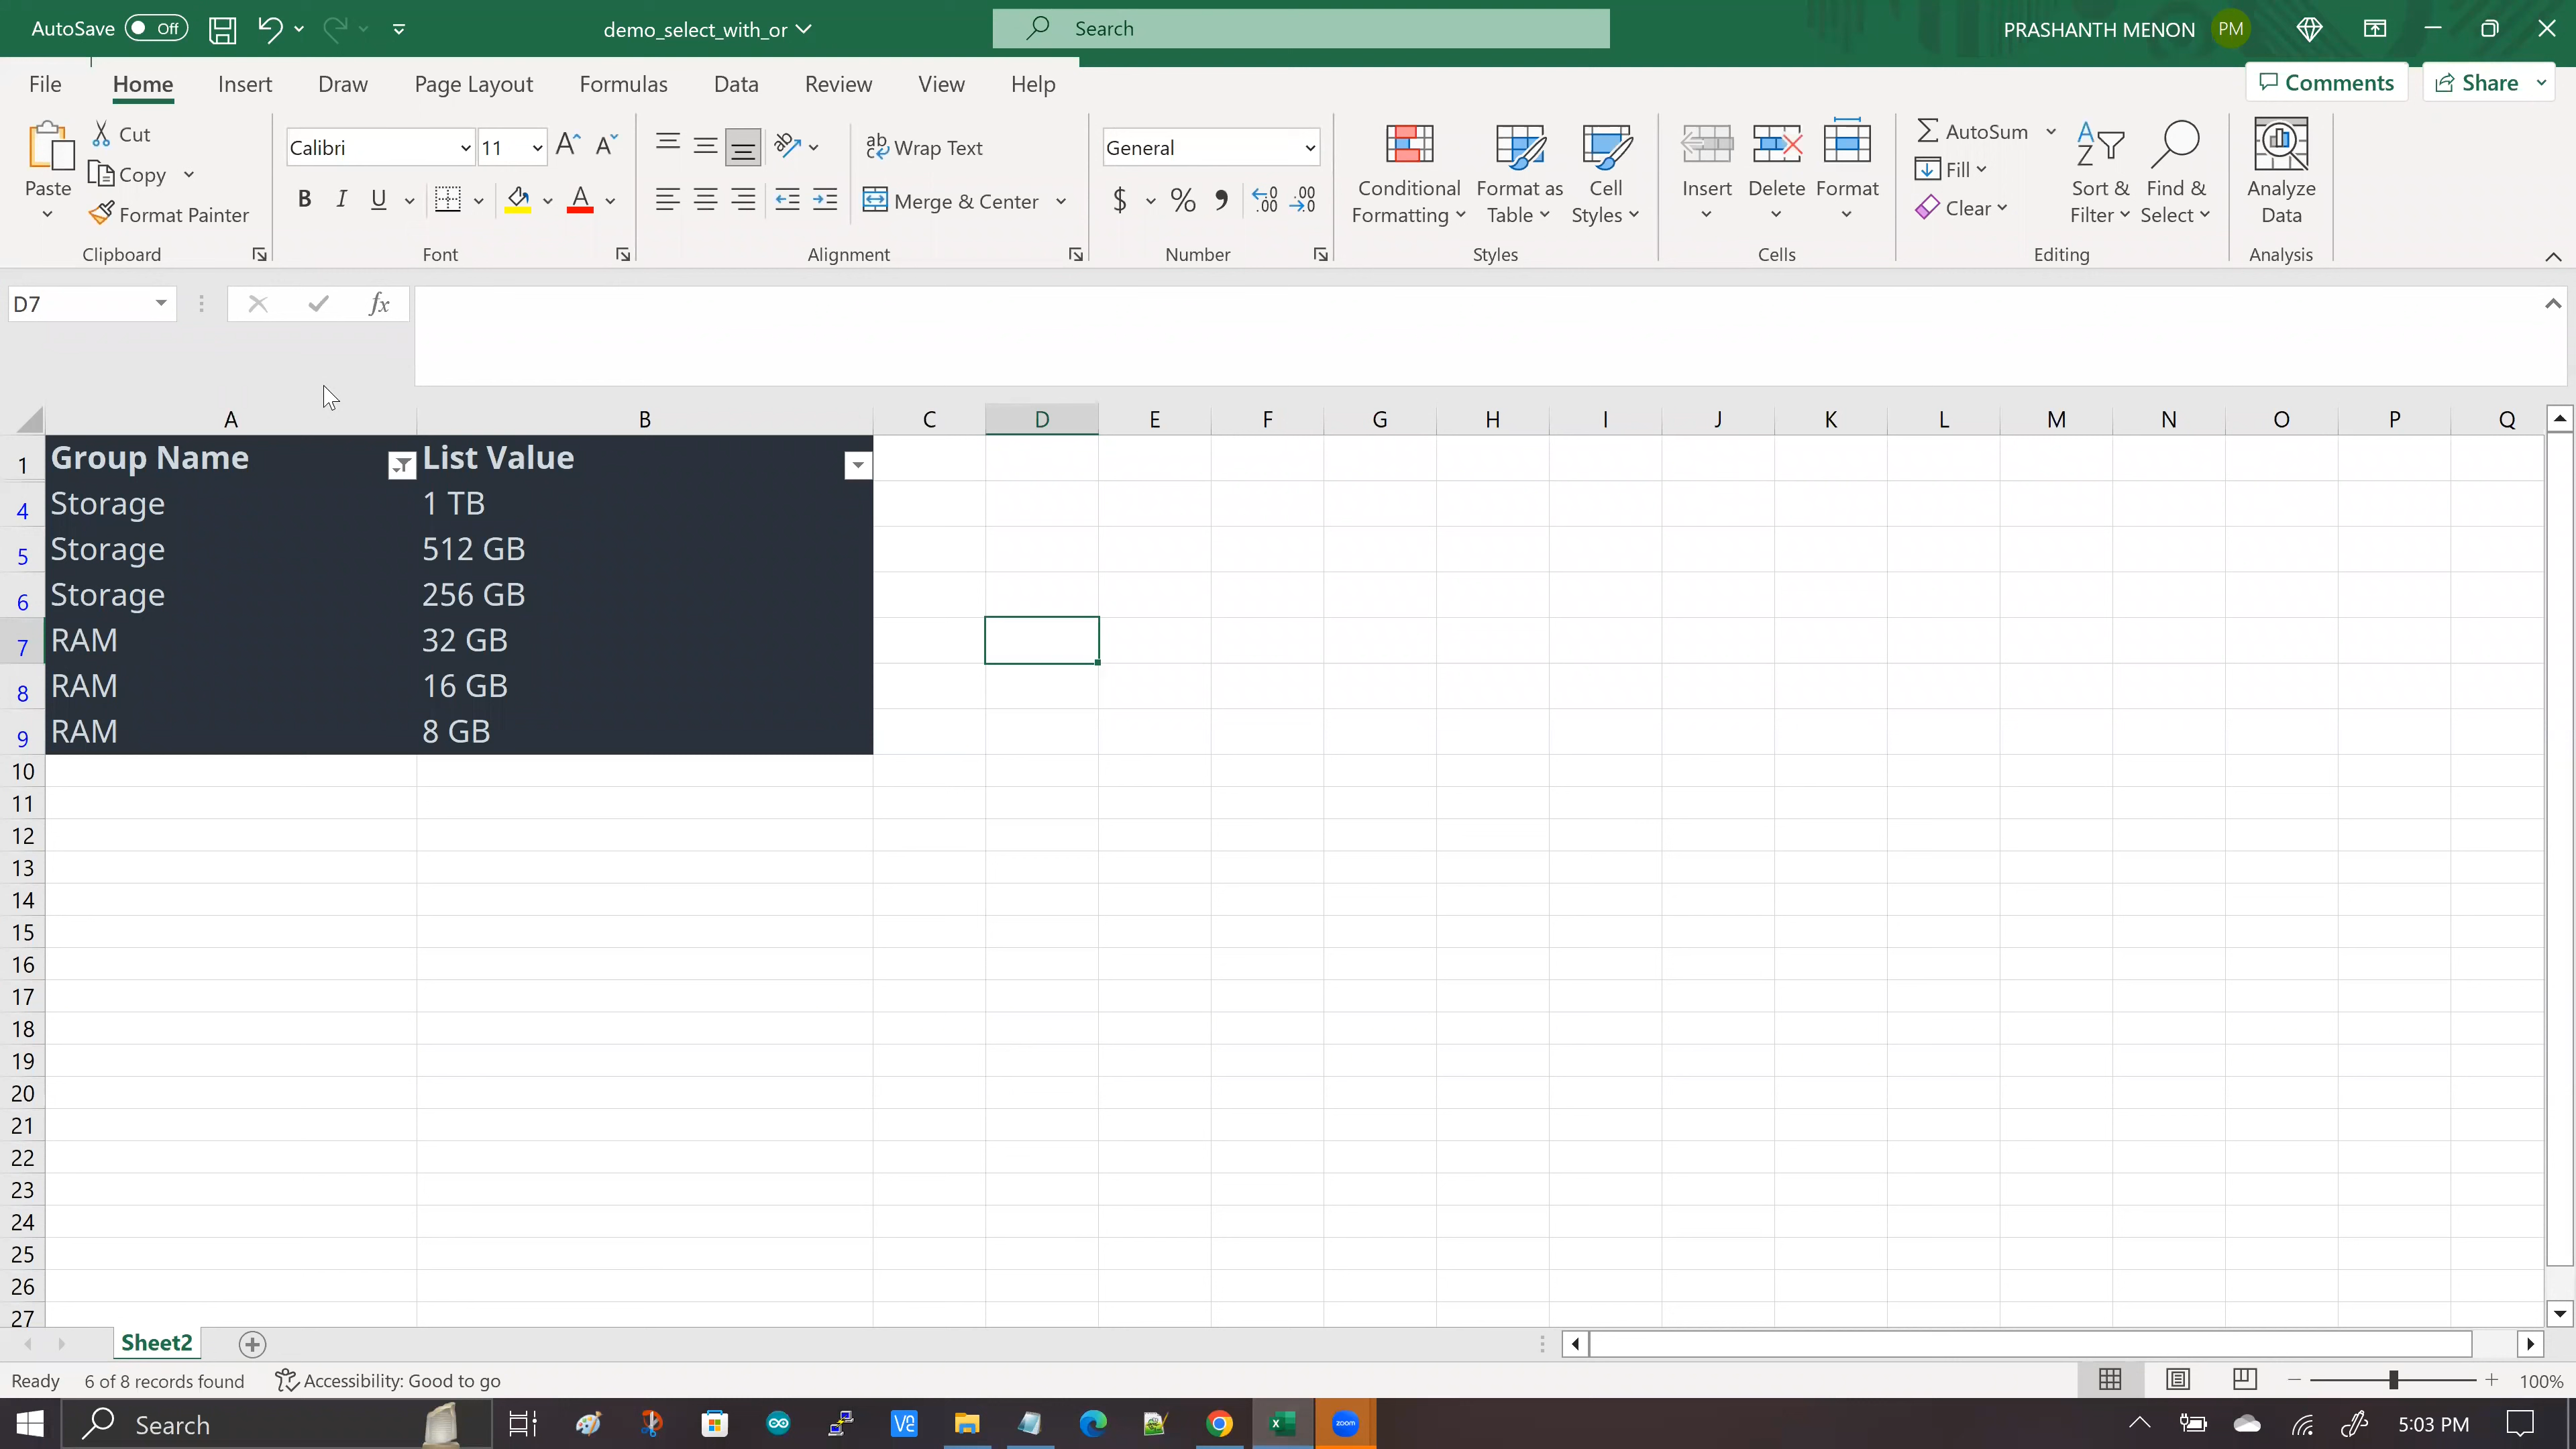 AutoSave Off demo_select_with_or Search PRASHANTH MENON PM
File Home Insert Draw Page Layout Formulas Data Review View Help Comments Share
Paste
Cut
Copy
Format Painter
Clipboard
Calibri 11
B I U A
Font
Wrap Text
Merge & Center
Alignment
General
$ % 9 .00
Number
Conditional Formatting
Format as Table
Cell Styles
Styles
Insert Delete Format
Cells
AutoSum
Fill
Clear
Sort & Filter
Find & Select
Editing
Analyze Data
Analysis
D7 fx
A B C D E F G H I J K L M N O P Q
1 Group Name List Value
4 Storage 1 TB
5 Storage 512 GB
6 Storage 256 GB
7 RAM 32 GB
8 RAM 16 GB
9 RAM 8 GB
10
11
12
13
14
15
16
17
18
19
20
21
22
23
24
25
26
27
Sheet2
Ready 6 of 8 records found Accessibility: Good to go 100%
Search zoom 5:03 PM